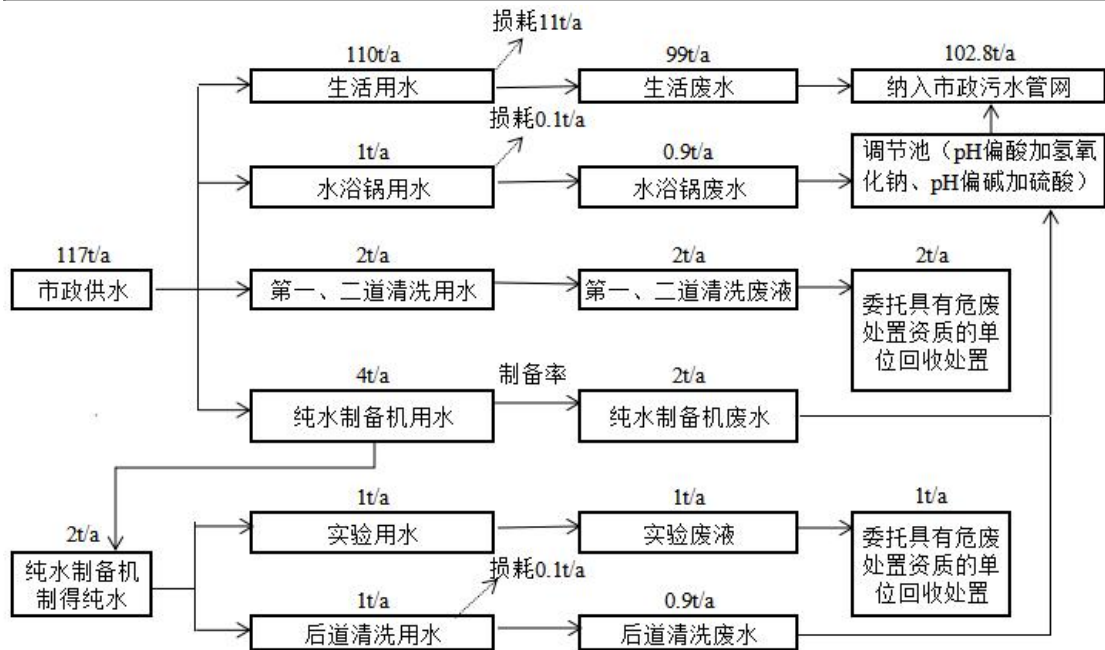 损耗11t/a
110t/a
99t/a
102.8t/a
生活用水
生活废水
纳入市政污水管网
损耗0.1t/a
1t/a
0.9t/a
水浴锅用水
水浴锅废水
调节池（pH偏酸加氢氧
化钠、pH偏碱加硫酸）
117t/a
2t/a
2t/a
2t/a
市政供水
第一、二道清洗用水
第一、二道清洗废液
委托具有危废
处置资质的单
位回收处置
4t/a
制备率
2t/a
纯水制备机用水
纯水制备机废水
1t/a
1t/a
1t/a
实验用水
实验废液
委托具有危废
处置资质的单
位回收处置
2t/a
纯水制备机
制得纯水
损耗0.1t/a
1t/a
0.9t/a
后道清洗用水
后道清洗废水